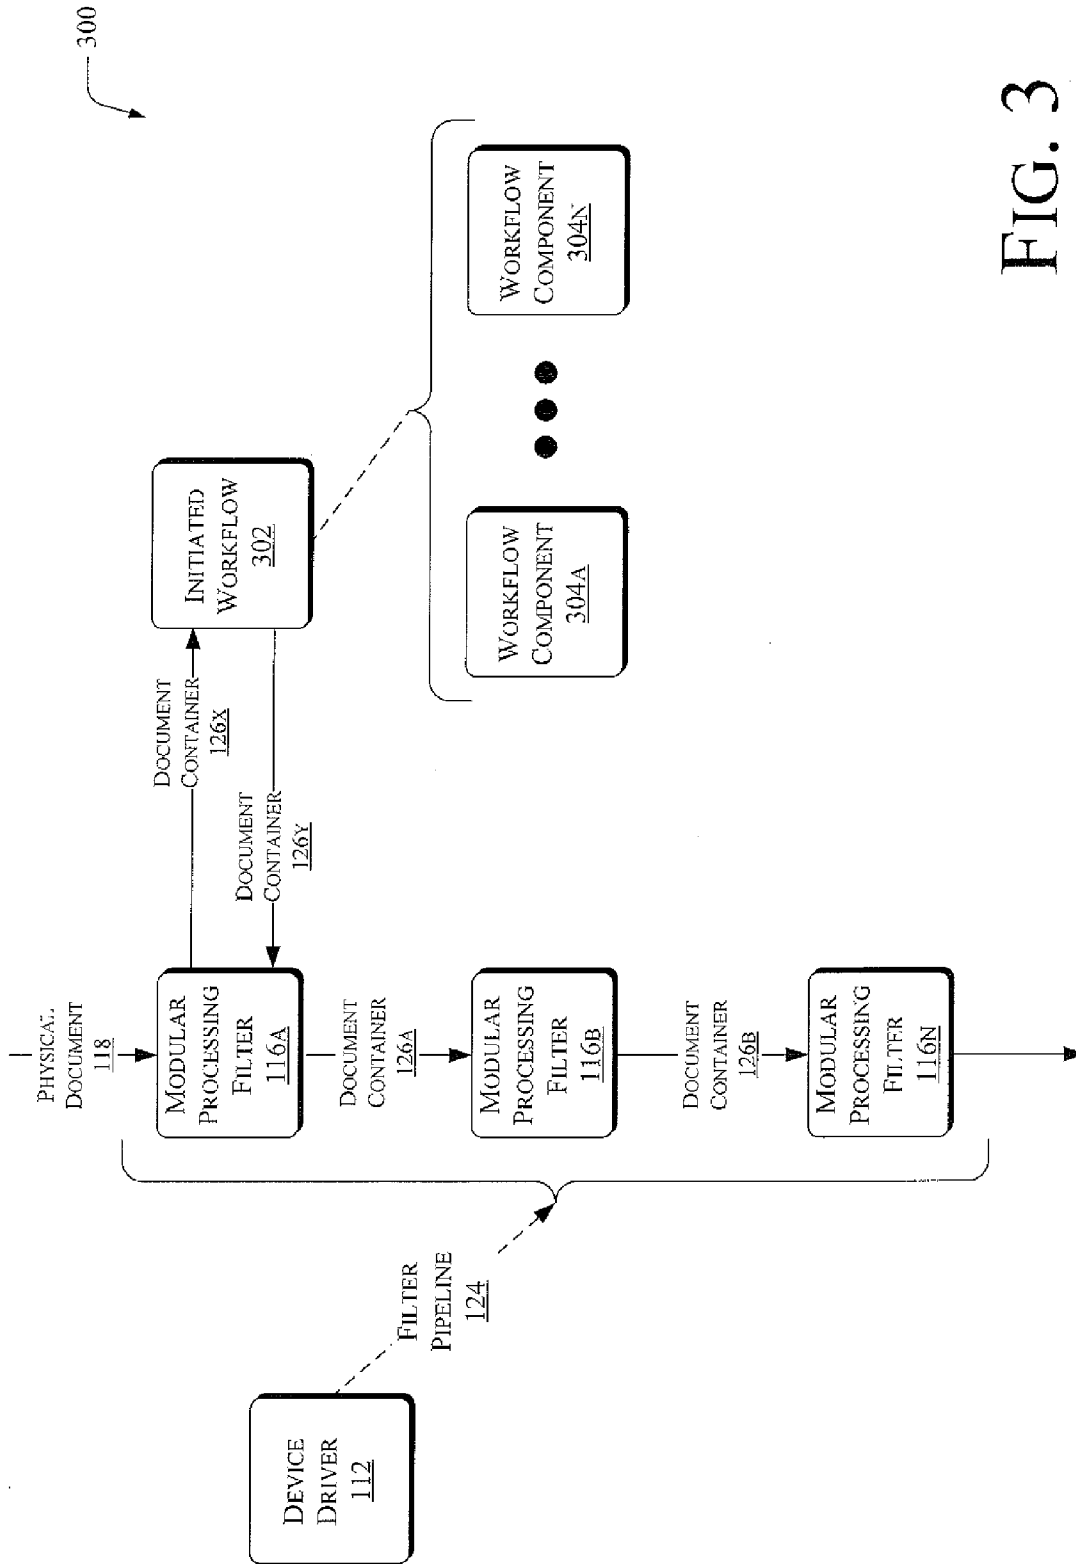 300
INITIATED
WORKFLOW
302
WORKFLOW
COMPONENT
304A
WORKFLOW
COMPONENT
304N
DOCUMENT
CONTAINER
126X
DOCUMENT
CONTAINER
126Y
PHYSICAL
DOCUMENT
118
MODULAR
PROCESSING
FILTER
116A
DOCUMENT
CONTAINER
126A
MODULAR
PROCESSING
FILTER
116B
DOCUMENT
CONTAINER
126B
MODULAR
PROCESSING
FILTER
116N
FILTER
PIPELINE
124
DEVICE
DRIVER
112
FIG. 3